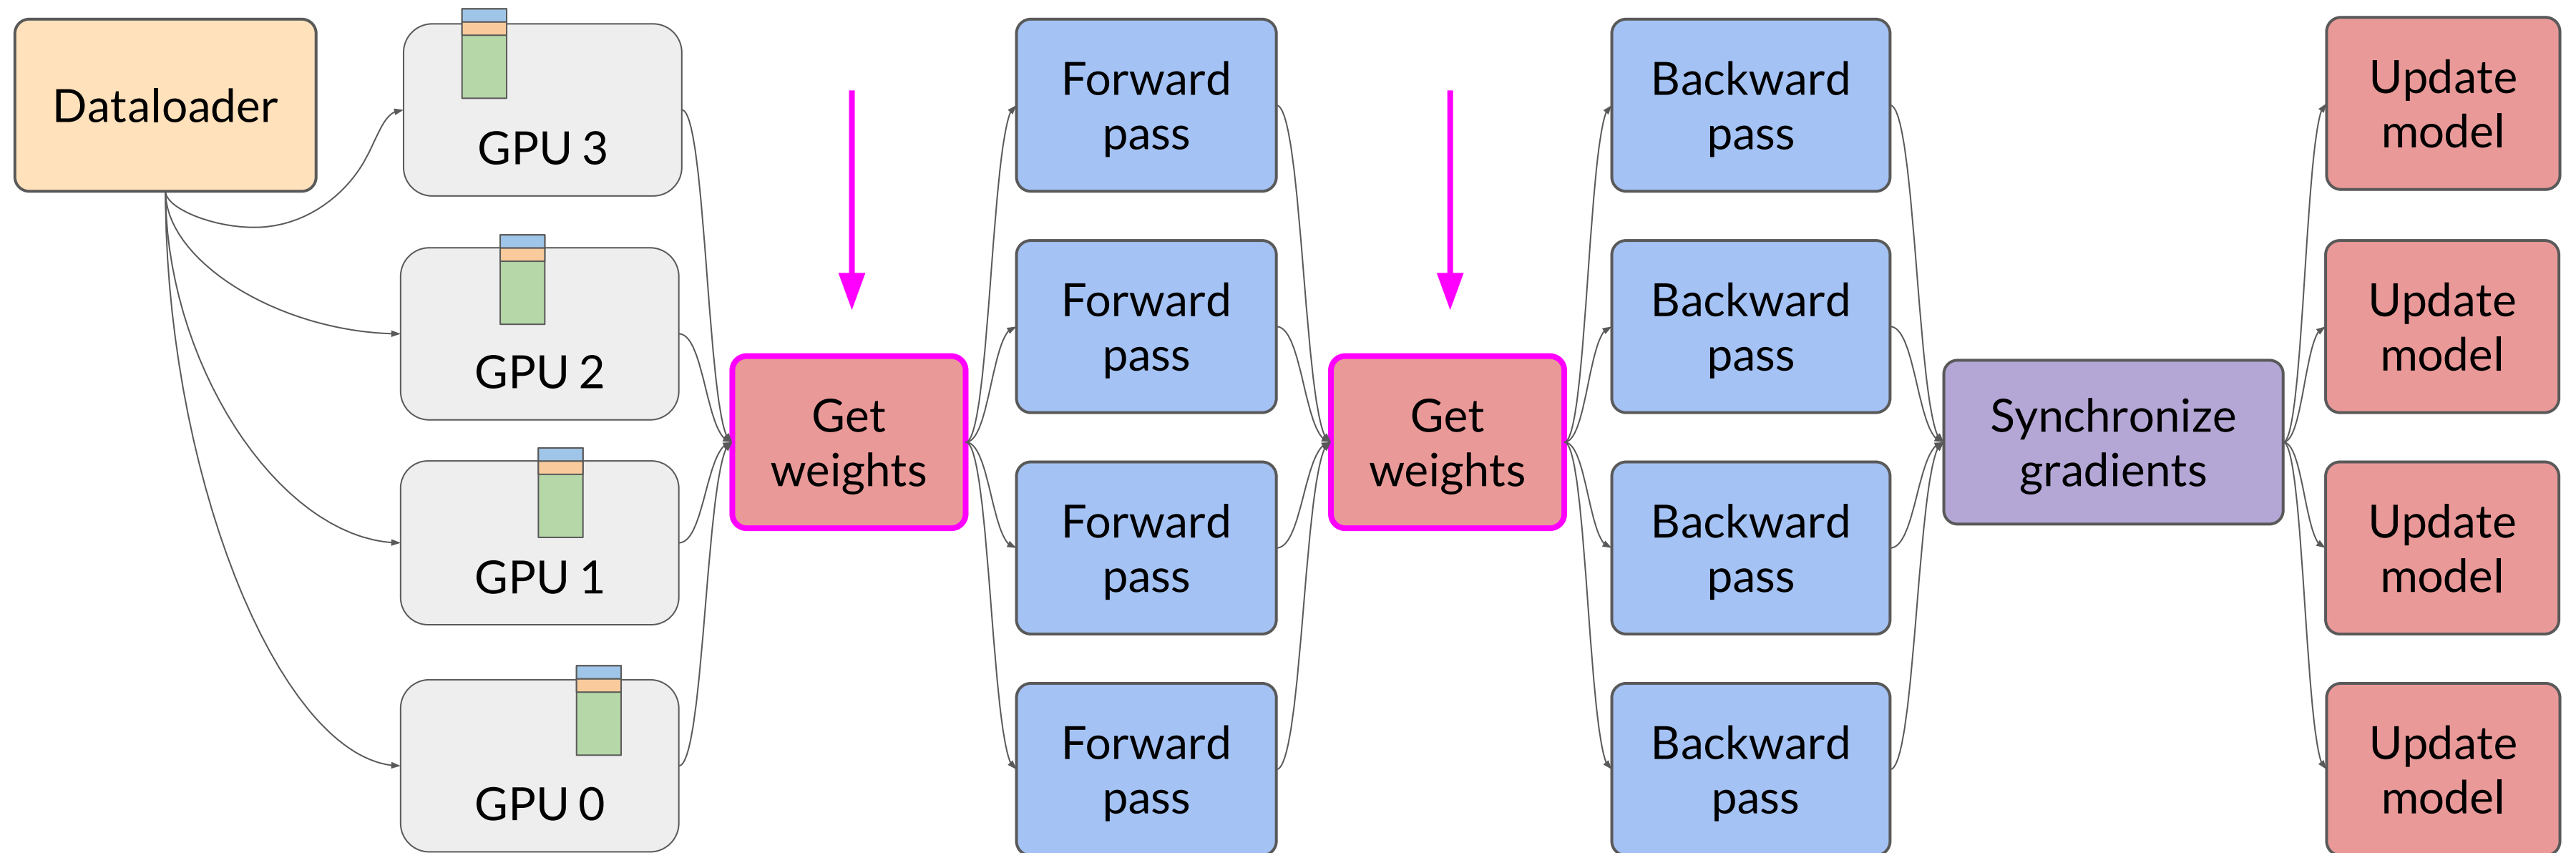 Dataloader
GPU 3
GPU 2
GPU 1
GPU 0
Get
weights
Forward
pass
Forward
pass
Forward
pass
Forward
pass
Get
weights
Backward
pass
Backward
pass
Backward
pass
Backward
pass
Synchronize
gradients
Update
model
Update
model
Update
model
Update
model